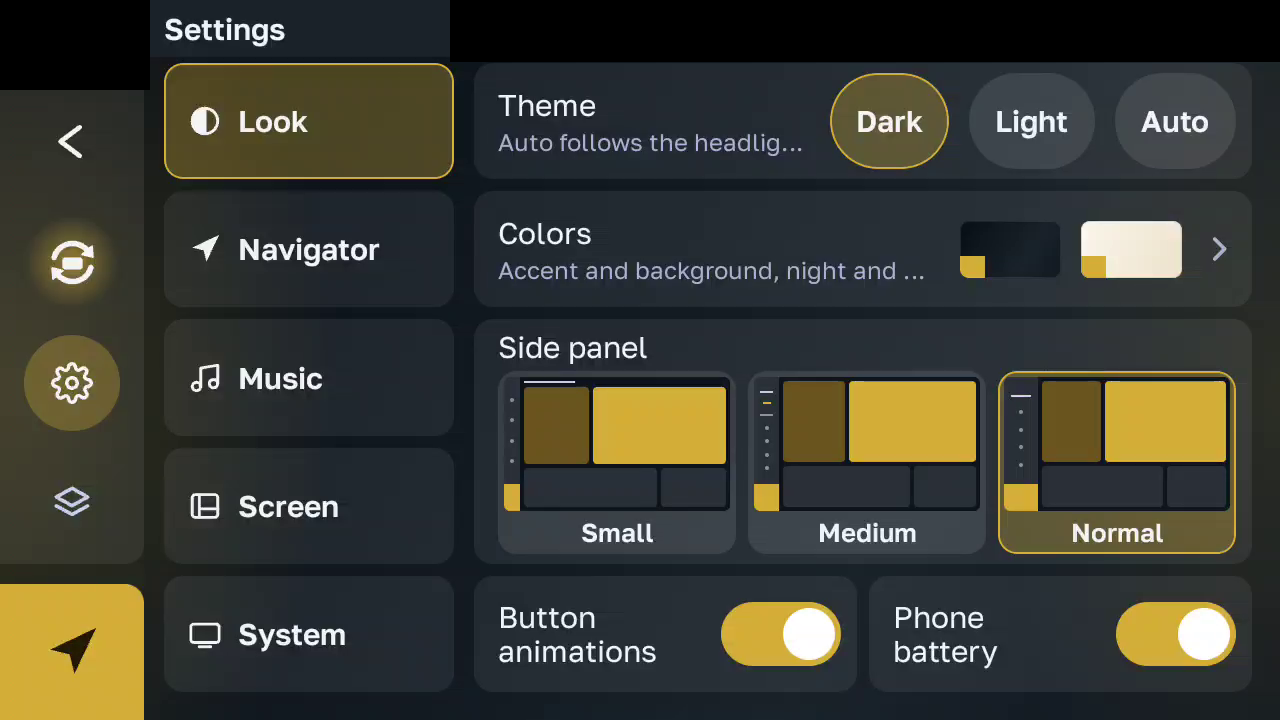 Settings
Look
Navigator
Music
Screen
System
Theme
Auto follows the headlig...
Dark
Light
Auto
Colors
Accent and background, night and ...
Side panel
Small
Medium
Normal
Button
animations
Phone
battery